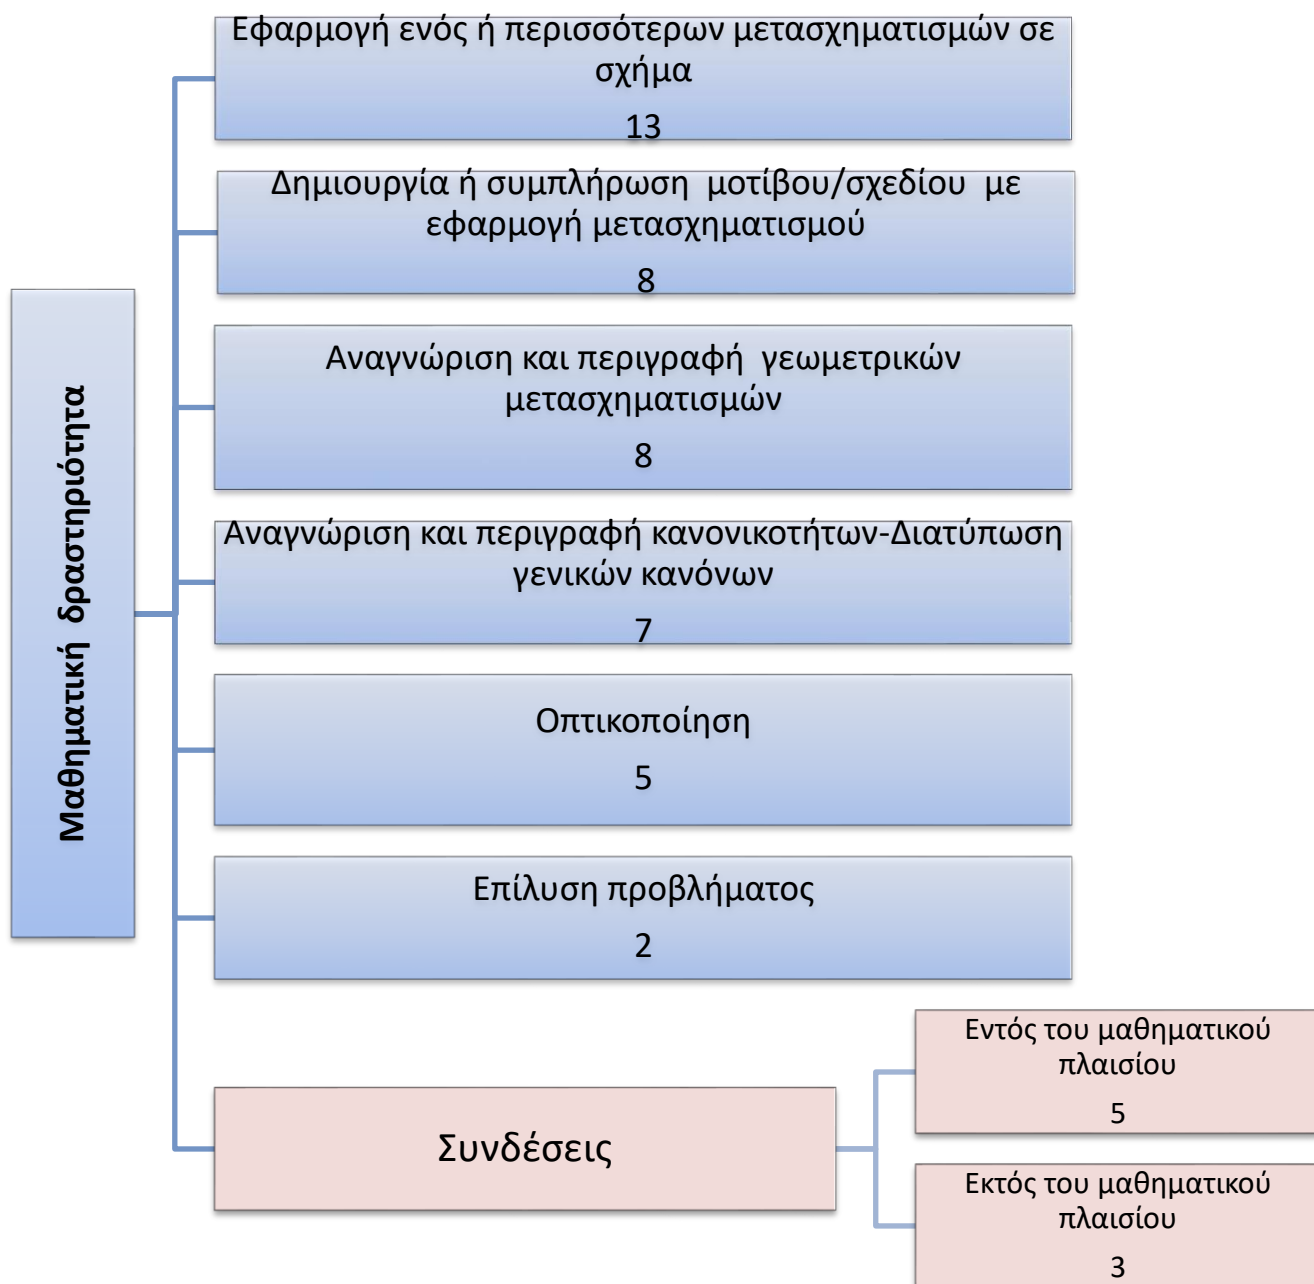 Εφαρμογή ενός ή περισσότερων μετασχηματισμών σε
σχήμα
13
Δημιουργία ή συμπλήρωση μοτίβου/σχεδίου με
εφαρμογή μετασχηματισμού
8
Αναγνώριση και περιγραφή γεωμετρικών
μετασχηματισμών
8
Αναγνώριση και περιγραφή κανονικοτήτων-Διατύπωση
γενικών κανόνων
7
Οπτικοποίηση
5
Επίλυση προβλήματος
2
Μαθηματική δραστηριότητα
Συνδέσεις
Εντός του μαθηματικού
πλαισίου
5
Εκτός του μαθηματικού
πλαισίου
3